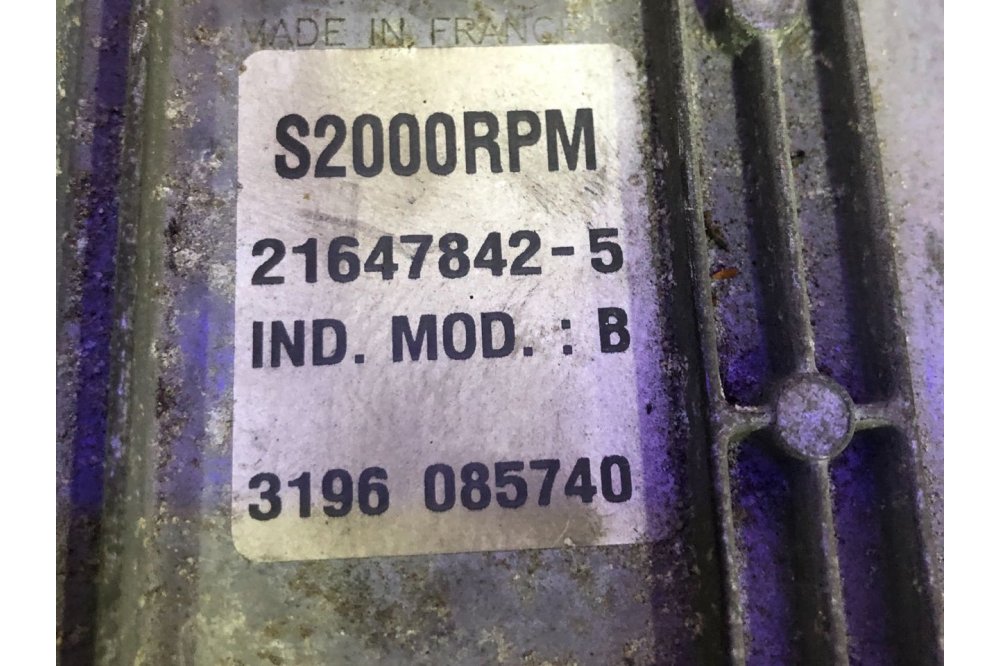 MADE IN FRANCE
S2000RPM
21647842-5
IND. MOD. : B
3196 085740